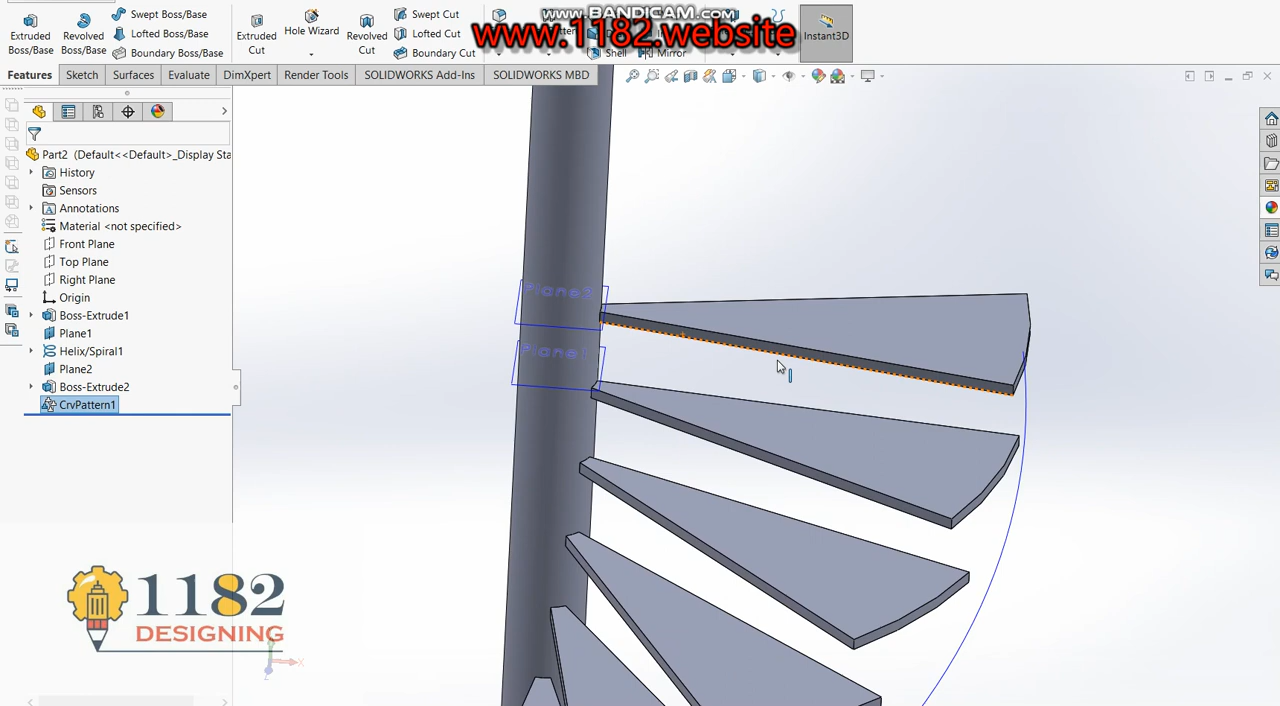 www.BANDICAM.com
www.1182.website
Extruded Boss/Base
Revolved Boss/Base
Swept Boss/Base
Lofted Boss/Base
Boundary Boss/Base
Extruded Cut
Hole Wizard
Revolved Cut
Swept Cut
Lofted Cut
Boundary Cut
Shell
Mirror
Instant3D
Features
Sketch
Surfaces
Evaluate
DimXpert
Render Tools
SOLIDWORKS Add-Ins
SOLIDWORKS MBD
Part2 (Default<<Default>_Display Sta
History
Sensors
Annotations
Material <not specified>
Front Plane
Top Plane
Right Plane
Origin
Boss-Extrude1
Plane1
Helix/Spiral1
Plane2
Boss-Extrude2
CrvPattern1
Plane2
Plane1
1182
DESIGNING
X
Z